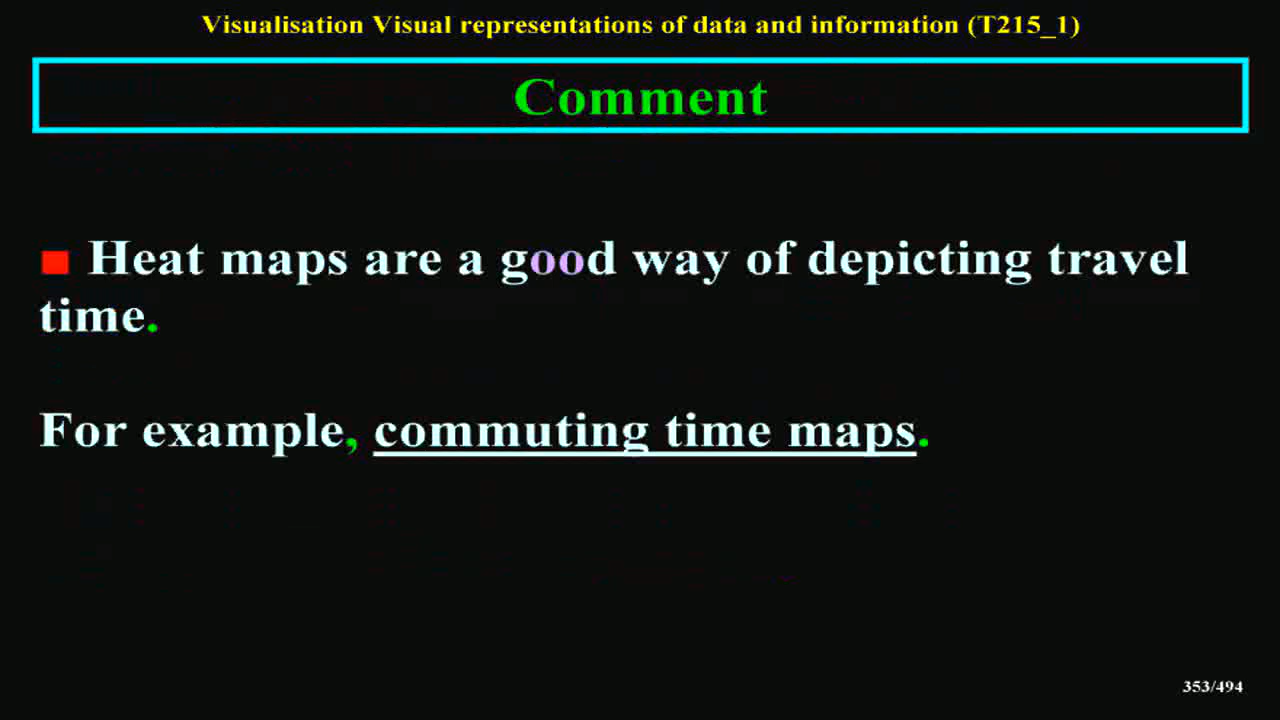 Visualisation Visual representations of data and information (T215_1)
Comment
Heat maps are a good way of depicting travel
time.
For example, commuting time maps.
353/494